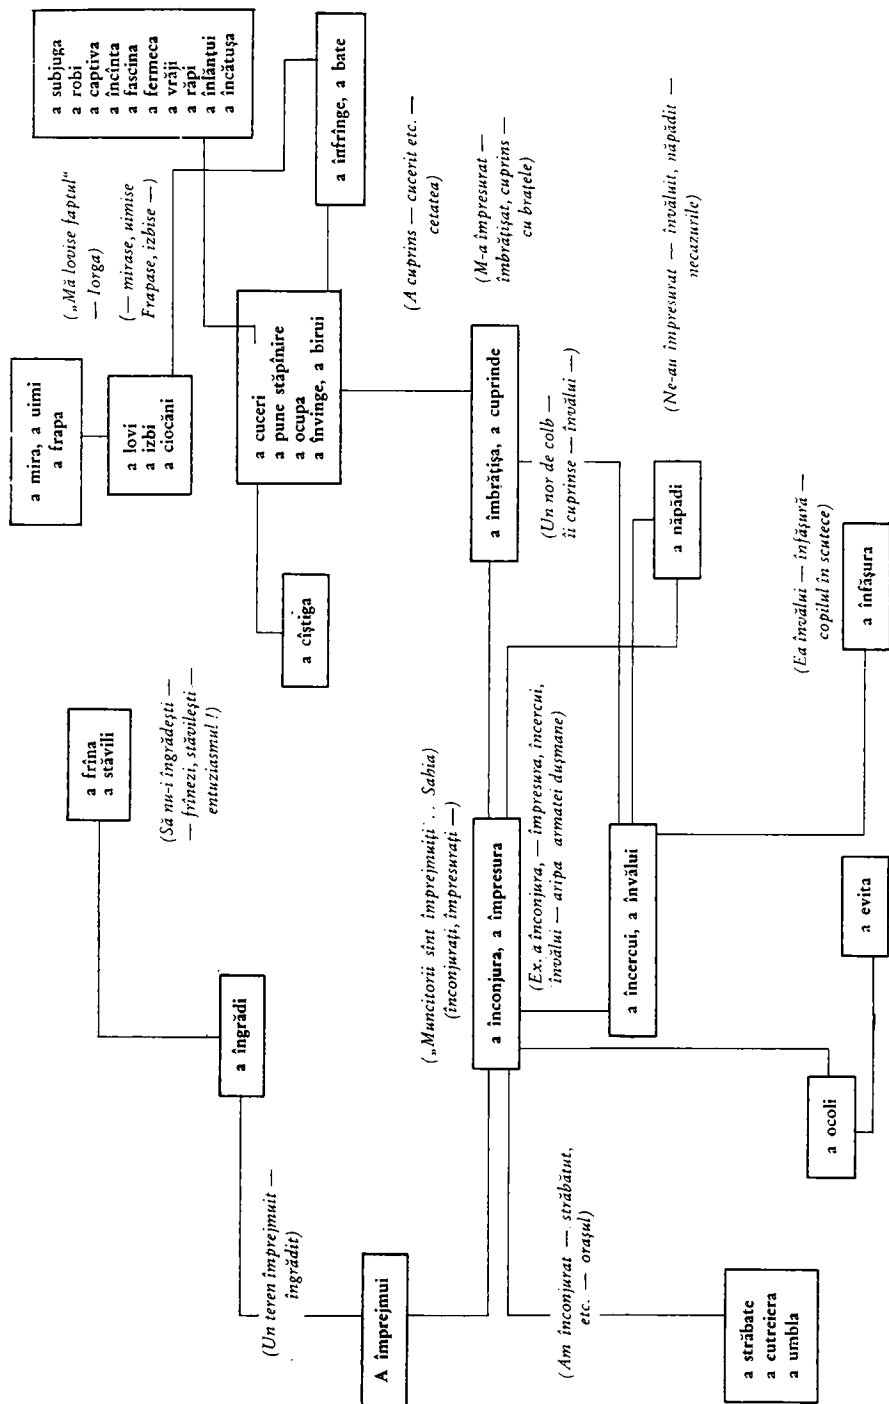 A împrejmui
(Un teren împrejmuit —
îngrădit)
a îngrădi
a frîna
a stăvili
(Să nu-i îngrădești —
— frînezi, stăvilești —
entuziasmul !)
(„Muncitorii sînt împrejmuiți ... Sahia)
(înconjurați, împresurați —)
a înconjura, a împresura
(Ex. a înconjura, — împresura, încercui,
învălui — aripa armatei dușmane)
(Am înconjurat — străbătut,
etc. — orașul)
a străbate
a cutreiera
a umbla
a ocoli
a evita
a încercui, a învălui
a cîștiga
a mira, a uimi
a frapa
a lovi
a izbi
a ciocăni
(„Mă lovise faptul“
— Iorga)
(— mirase, uimise
Frapase, izbise —)
a subjuga
a robi
a captiva
a încînta
a fascina
a fermeca
a vrăji
a răpi
a înlănțui
a încătușa
a cuceri
a pune stăpînire
a ocupa
a învinge, a birui
a înfrînge, a bate
(A cuprins — cucerit etc. —
cetatea)
a îmbrățișa, a cuprinde
(M-a împresurat —
îmbrățișat, cuprins —
cu brațele)
(Un nor de colb —
îi cuprinse — învălui —)
a năpădi
(Ne-au împresurat — învăluit, năpădit —
necazurile)
(Ea învălui — înfășură —
copilul în scutece)
a înfășura